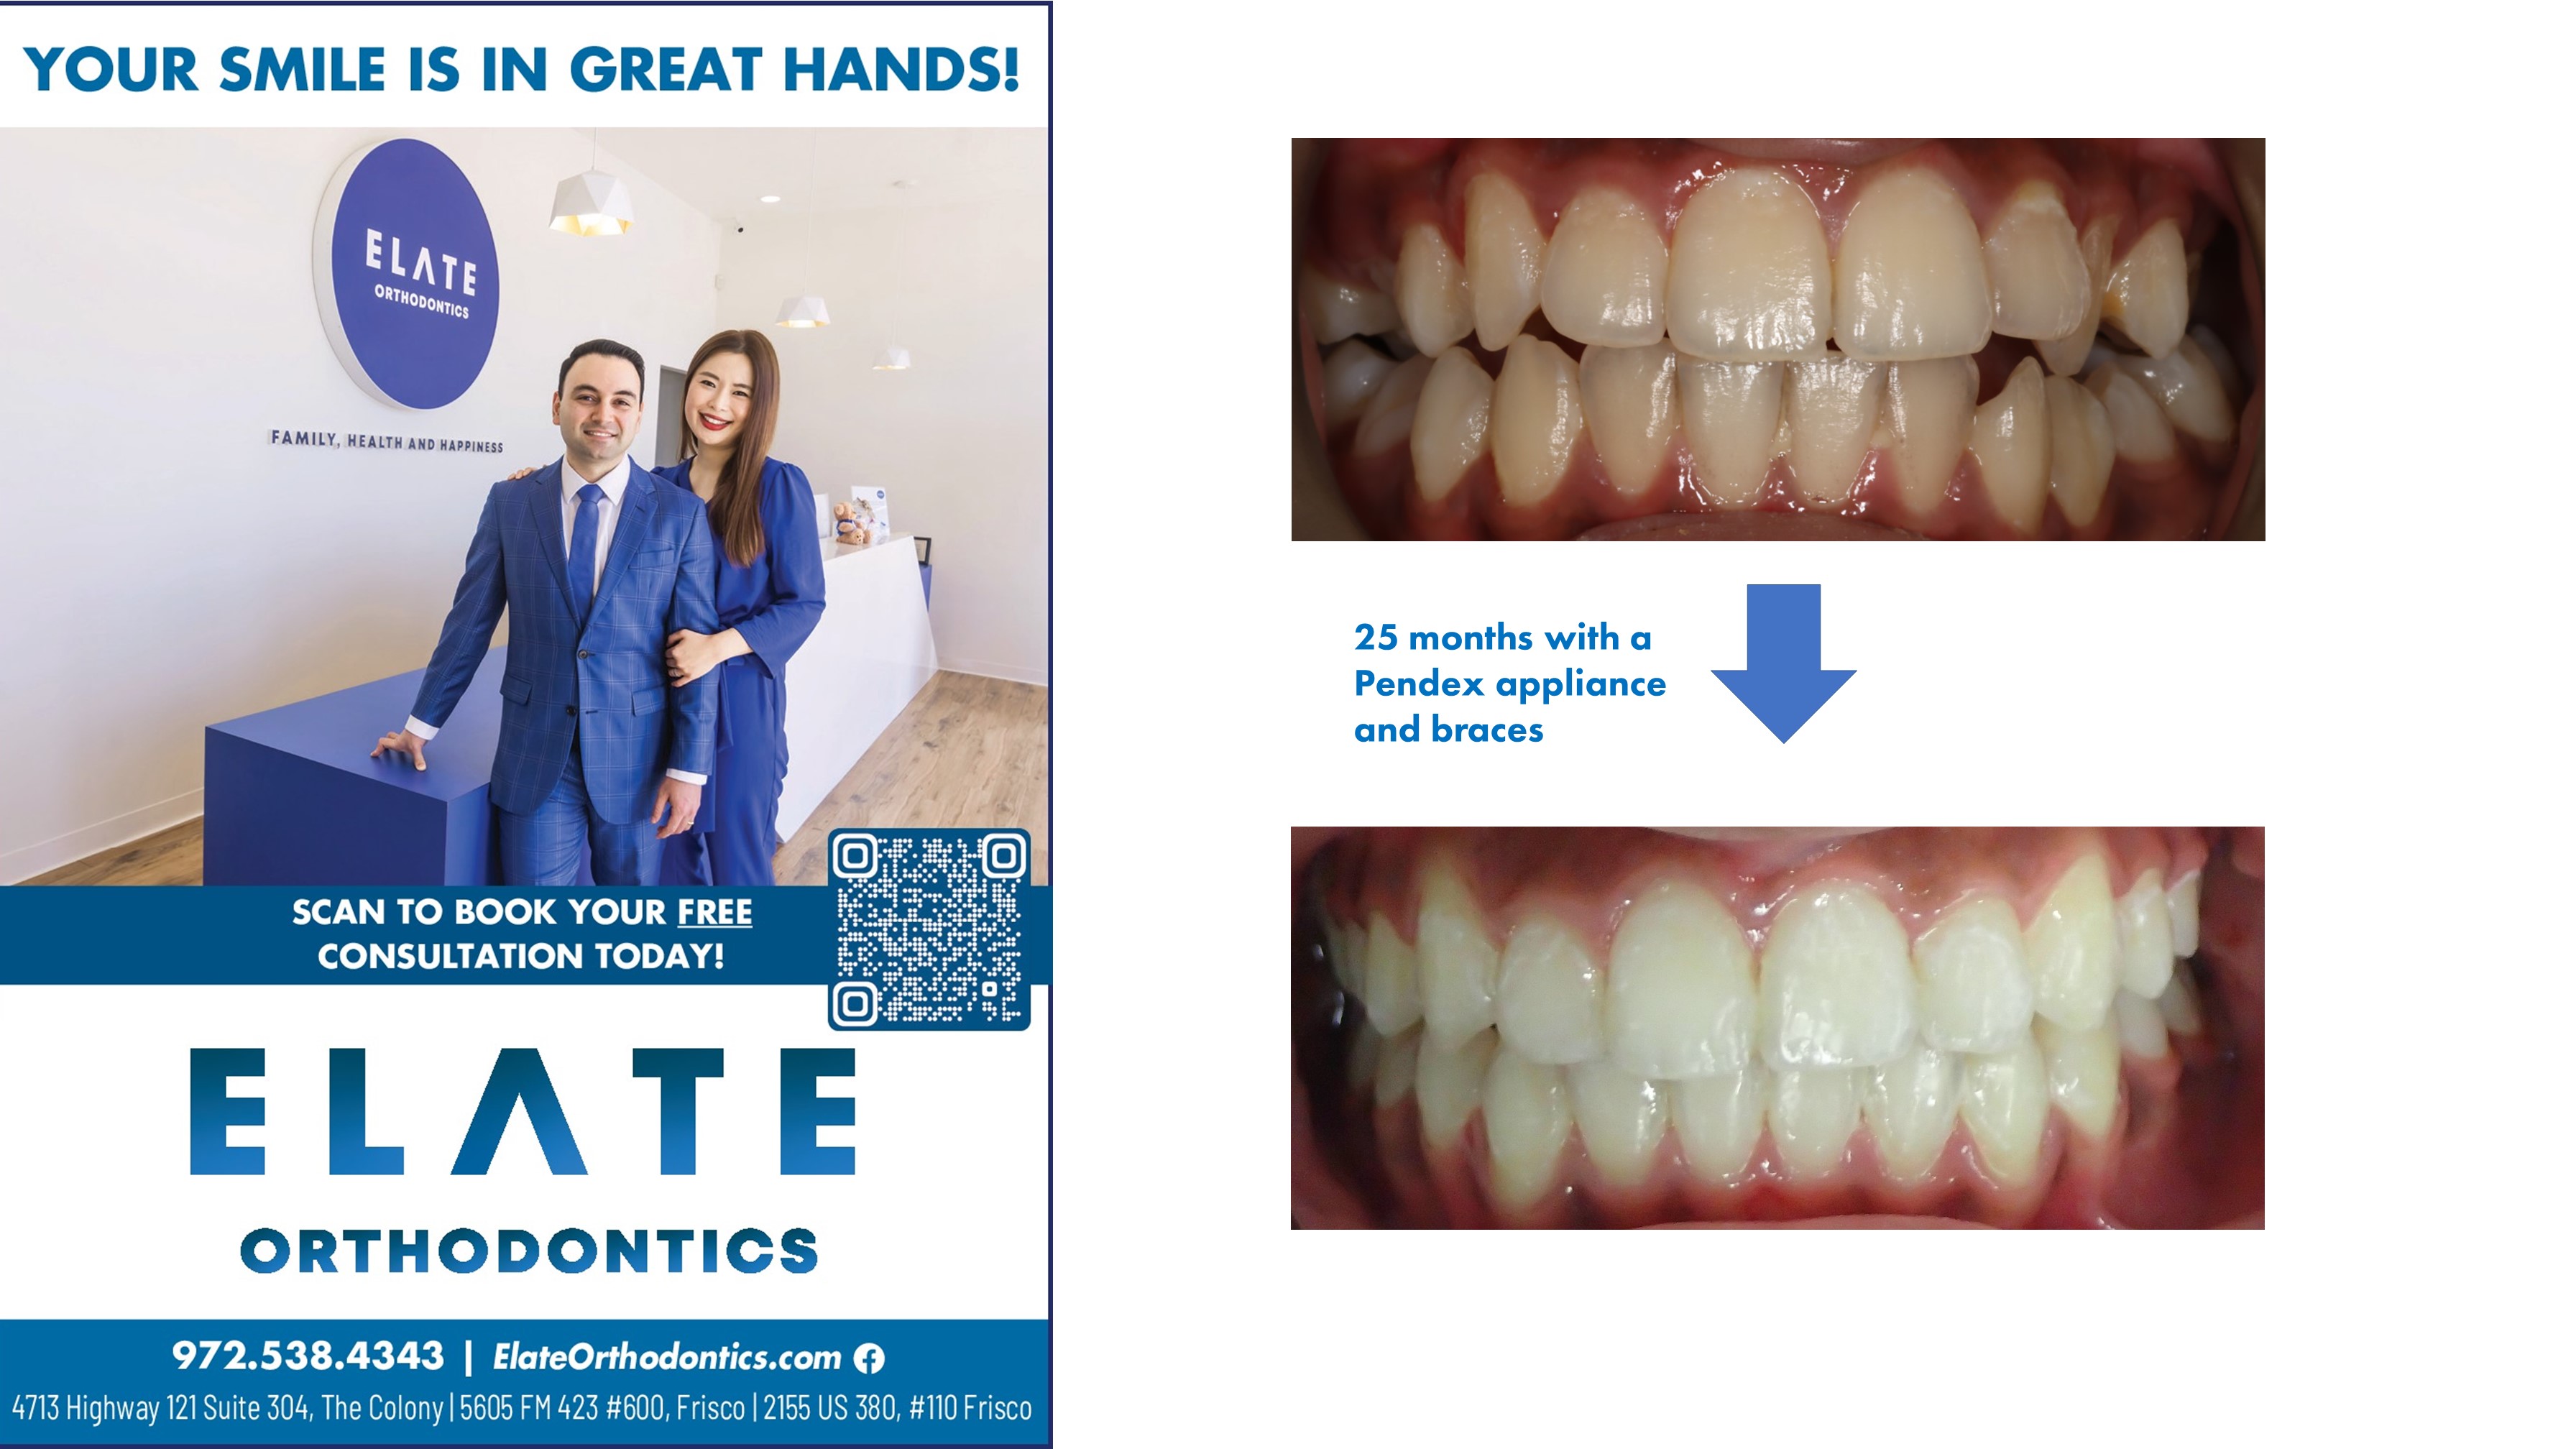 YOUR SMILE IS IN GREAT HANDS!
ELATE
ORTHODONTICS
FAMILY, HEALTH AND HAPPINESS
SCAN TO BOOK YOUR FREE
CONSULTATION TODAY!
ELATE
ORTHODONTICS
972.538.4343 | ElateOrthodontics.com
4713 Highway 121 Suite 304, The Colony | 5605 FM 423 #600, Frisco | 2155 US 380, #110 Frisco
25 months with a
Pendex appliance
and braces